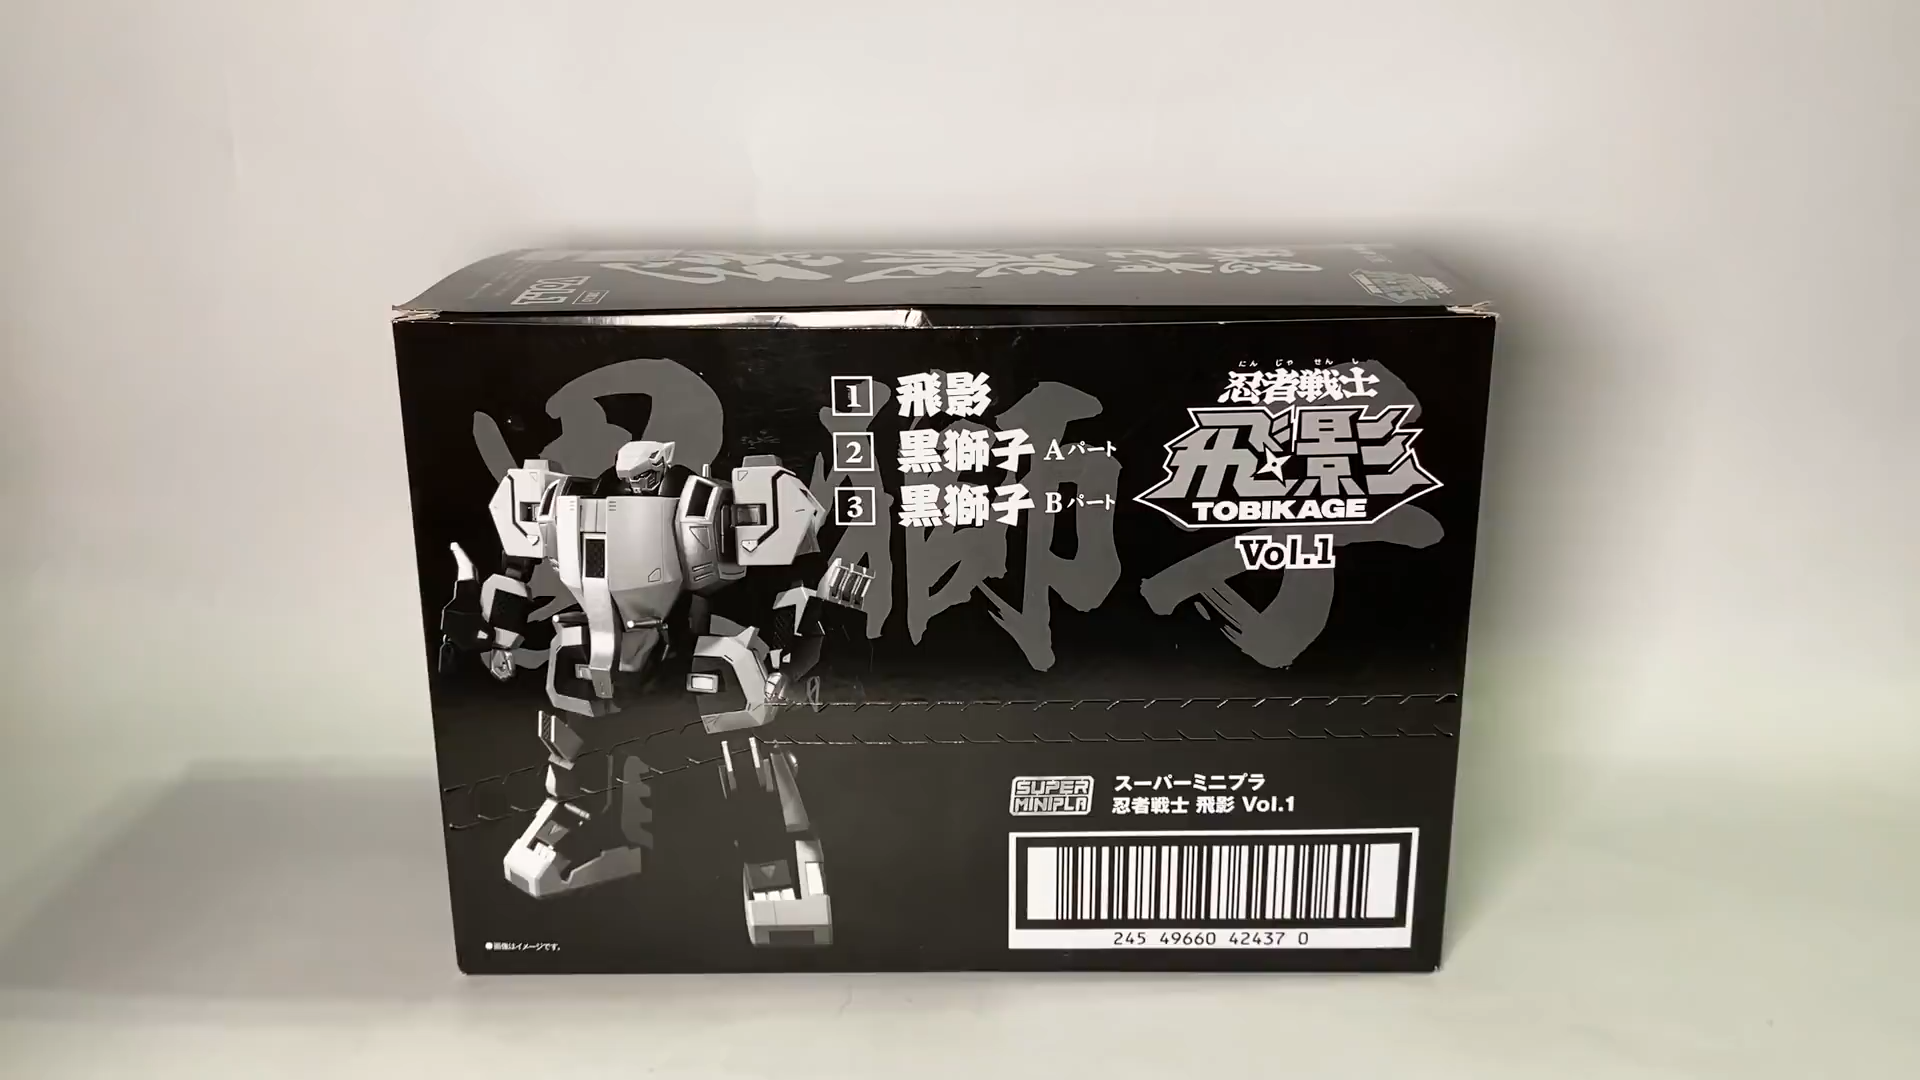 1 飛影
2 黒獅子 Aパート
3 黒獅子 Bパート
にん じゃ せん し
忍者戦士
飛影
TOBIKAGE
Vol.1
SUPER
MINIPLA
スーパーミニプラ
忍者戦士 飛影 Vol.1
245 49660 42437 0
●画像はイメージです。